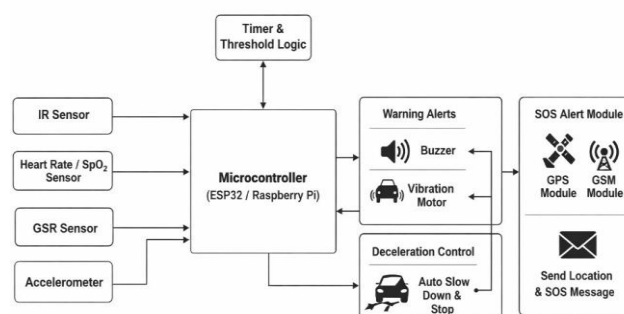 Timer &
Threshold Logic
IR Sensor
Heart Rate / SpO₂
Sensor
GSR Sensor
Accelerometer
Microcontroller
(ESP32 / Raspberry Pi)
Warning Alerts
Buzzer
Vibration
Motor
Deceleration Control
Auto Slow
Down &
Stop
SOS Alert Module
GPS
Module
GSM
Module
Send Location
& SOS Message